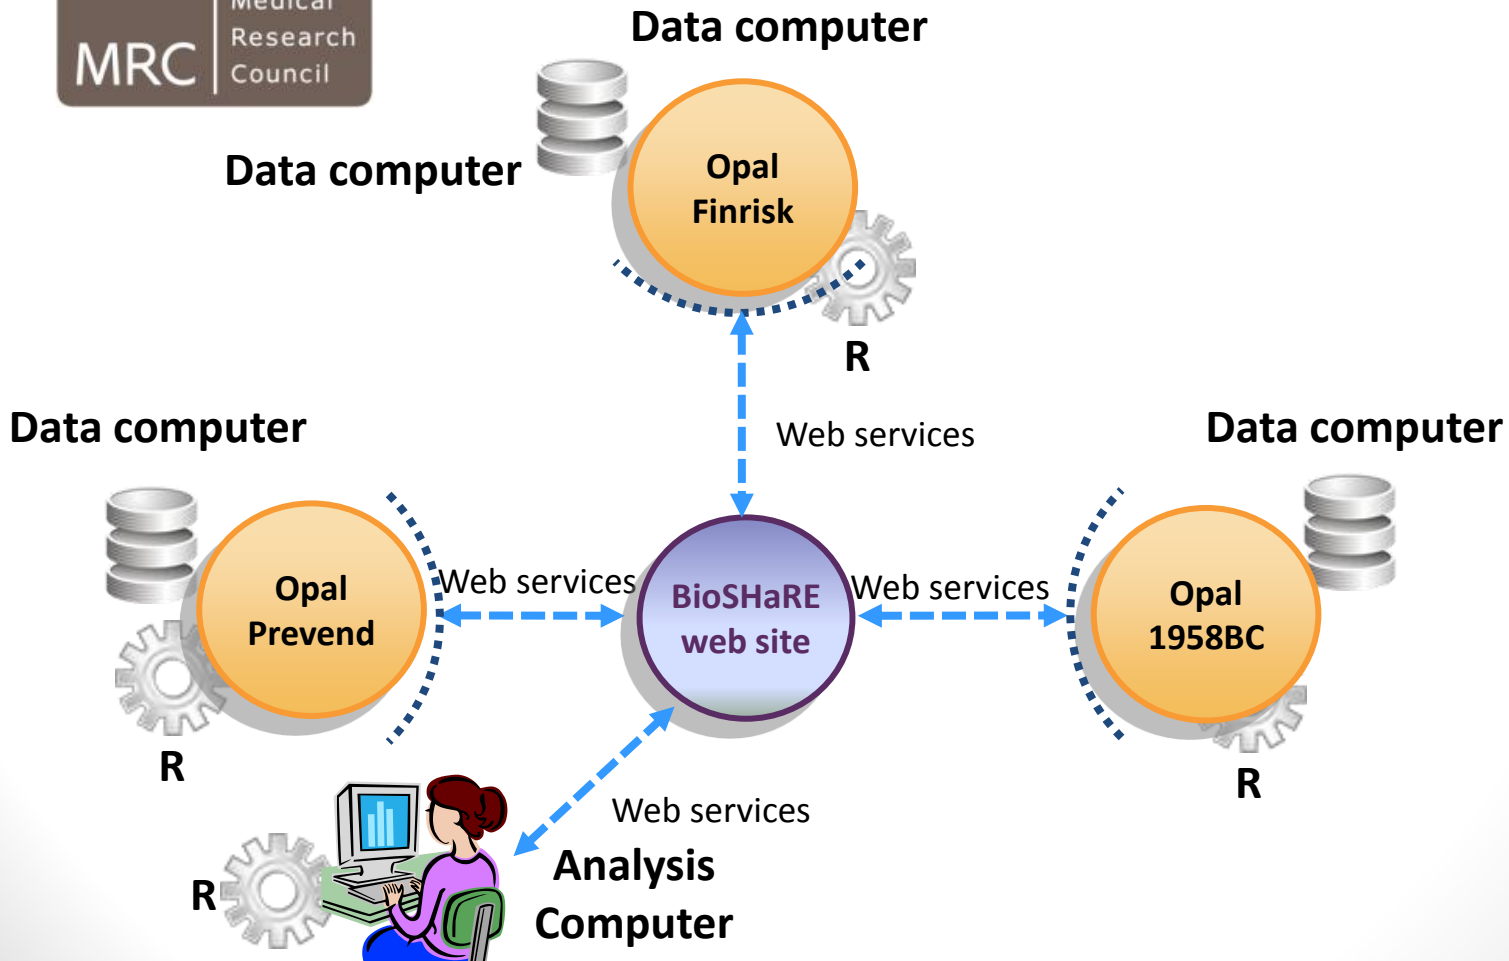 Medical
Research
Council
MRC
Data computer
Data computer
Opal
Finrisk
R
Web services
Data computer
Data computer
Opal
Prevend
R
Web services
BioSHaRE
web site
Web services
Opal
1958BC
R
Web services
R
Analysis
Computer